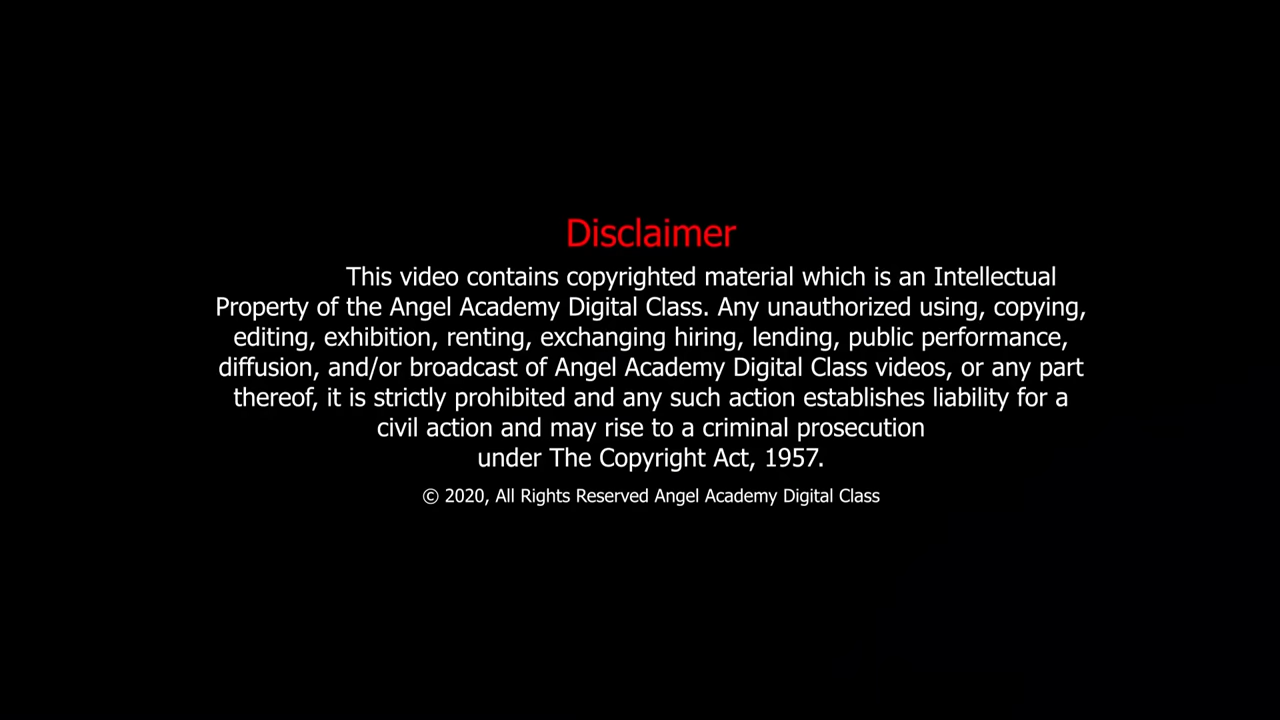 Disclaimer
This video contains copyrighted material which is an Intellectual
Property of the Angel Academy Digital Class. Any unauthorized using, copying,
editing, exhibition, renting, exchanging hiring, lending, public performance,
diffusion, and/or broadcast of Angel Academy Digital Class videos, or any part
thereof, it is strictly prohibited and any such action establishes liability for a
civil action and may rise to a criminal prosecution
under The Copyright Act, 1957.
© 2020, All Rights Reserved Angel Academy Digital Class